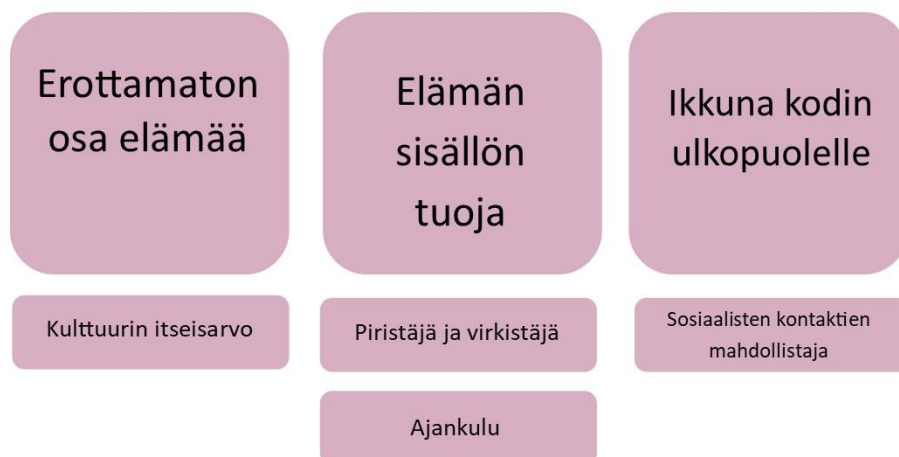 Erottamaton
osa elämää
Elämän
sisällön
tuoja
Ikkuna kodin
ulkopuolelle
Kulttuurin itseisarvo
Piristäjä ja virkistäjä
Sosiaalisten kontaktien
mahdollistaja
Ajankulu